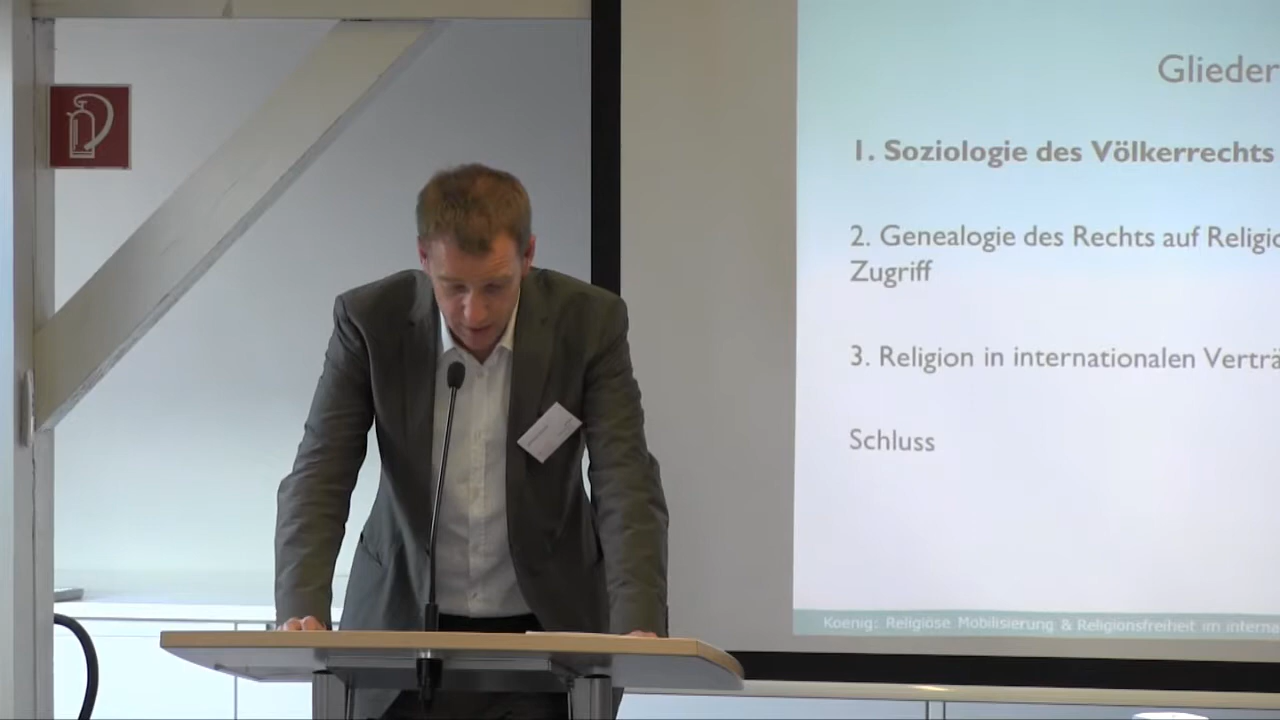 Glieder
1. Soziologie des Völkerrechts
2. Genealogie des Rechts auf Religio
Zugriff
3. Religion in internationalen Verträ
Schluss
Koenig: Religiöse Mobilisierung & Religionsfreiheit im interna